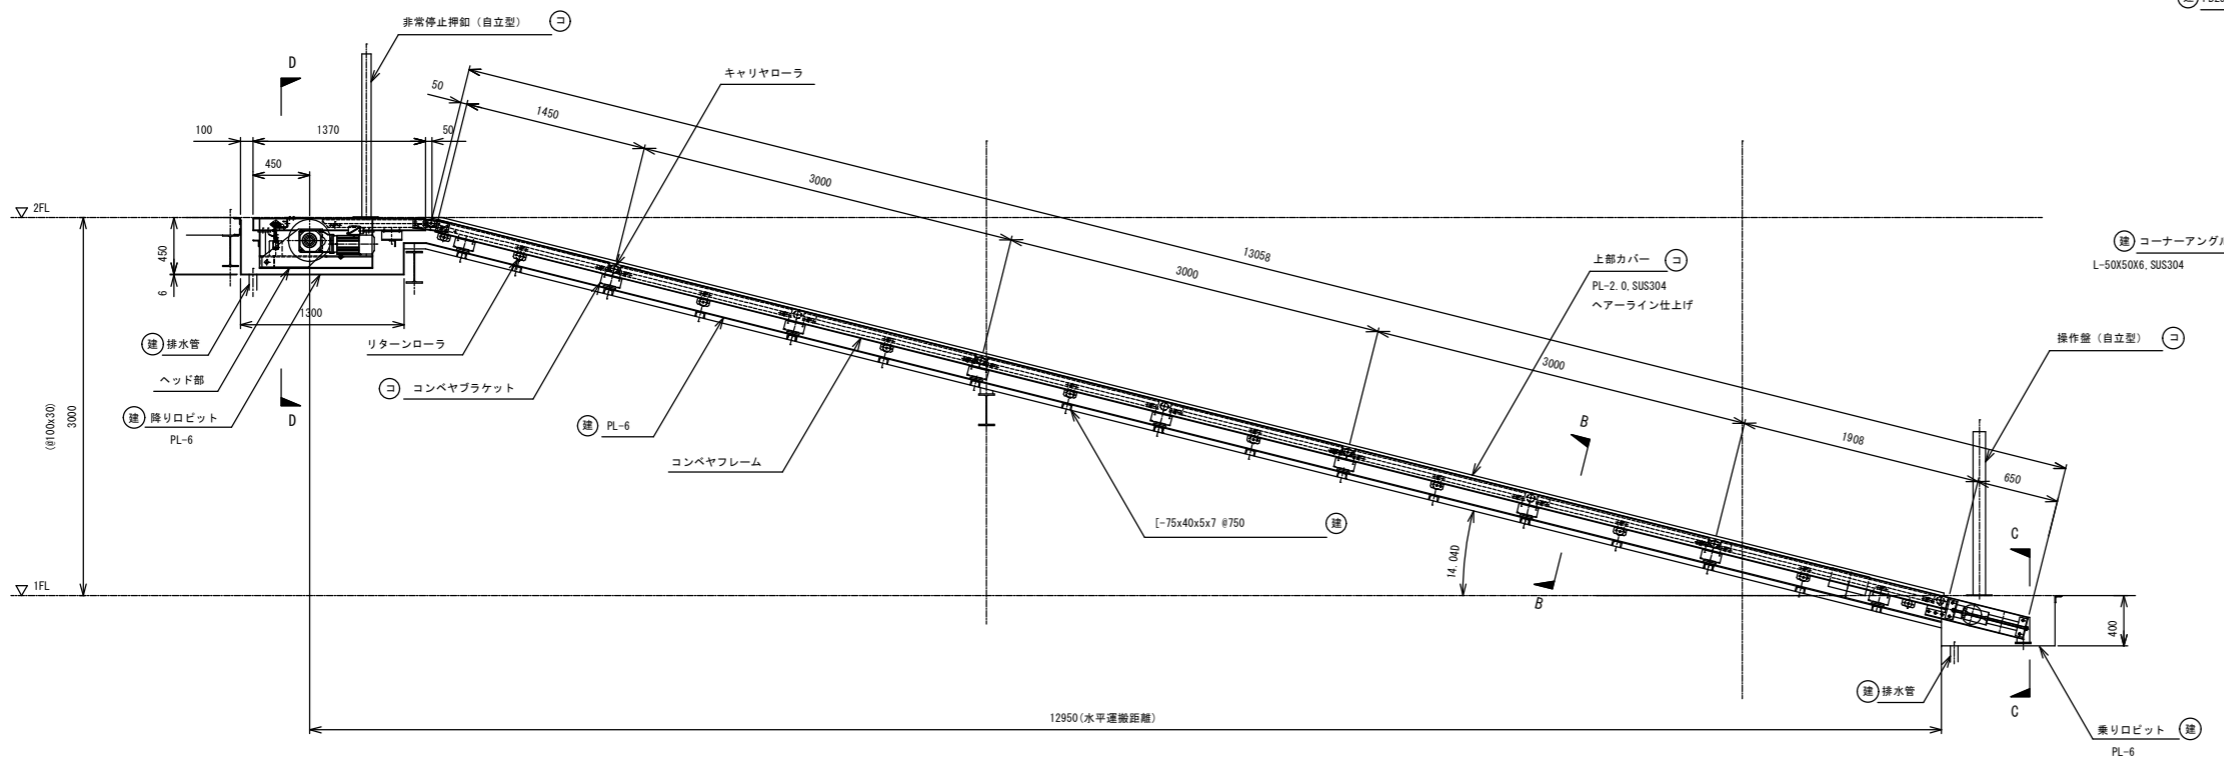 非常停止押釦(自立型) コ
D
キャリヤローラ
50
1450
100
1370
50
450
3000
2FL
13058
3000
建 コーナーアングル
L-50X50X6, SUS304
上部カバー コ
PL-2.0, SUS304
ヘアーライン仕上げ
450
6
1300
建 排水管
リターンローラ
操作盤(自立型) コ
3000
ヘッド部
コ コンベヤブラケット
建 降り口ピット
PL-6
D
(@100x30)
3000
建 PL-6
B
1908
コンベヤフレーム
650
[-75x40x5x7 @750 建
C
14.04D
1FL
B
400
建 排水管
C
12950(水平運搬距離)
乗り口ピット 建
PL-6